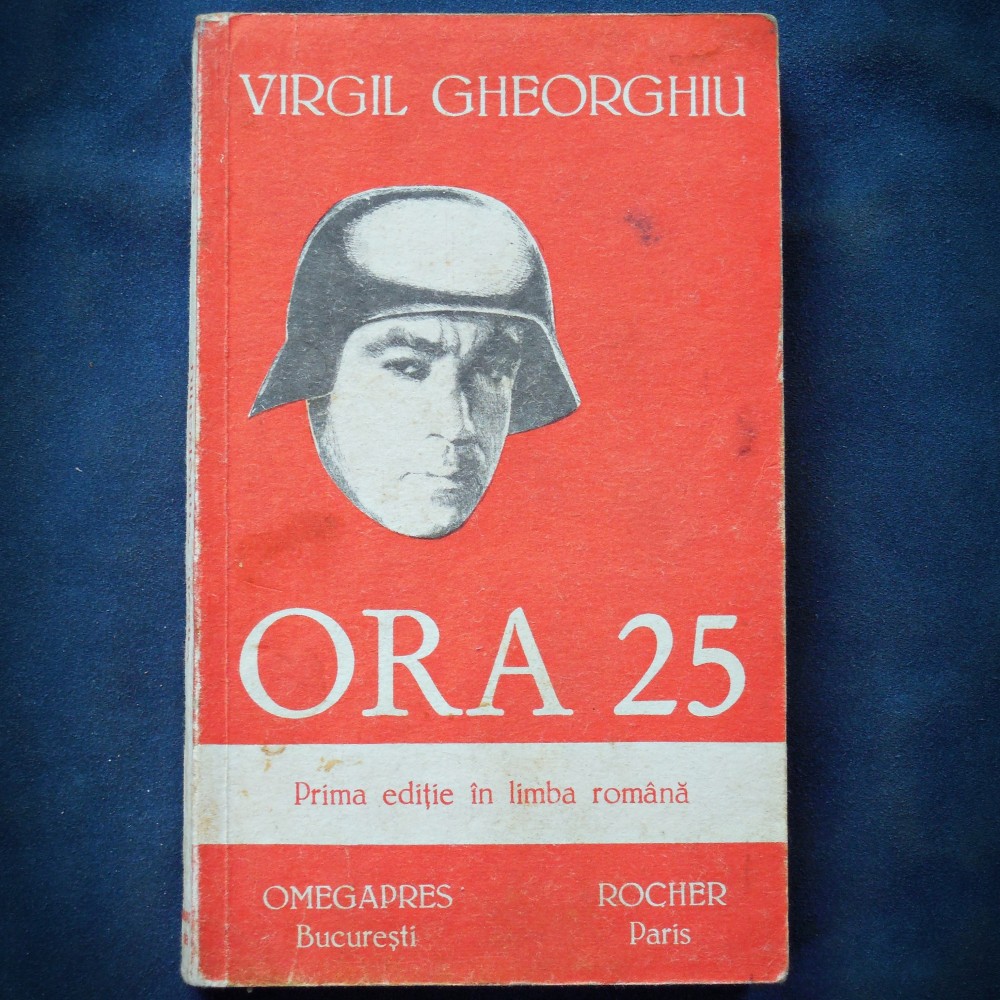 VIRGIL GHEORGHIU
ORA 25
Prima ediție în limba română
OMEGAPRES
București
ROCHER
Paris